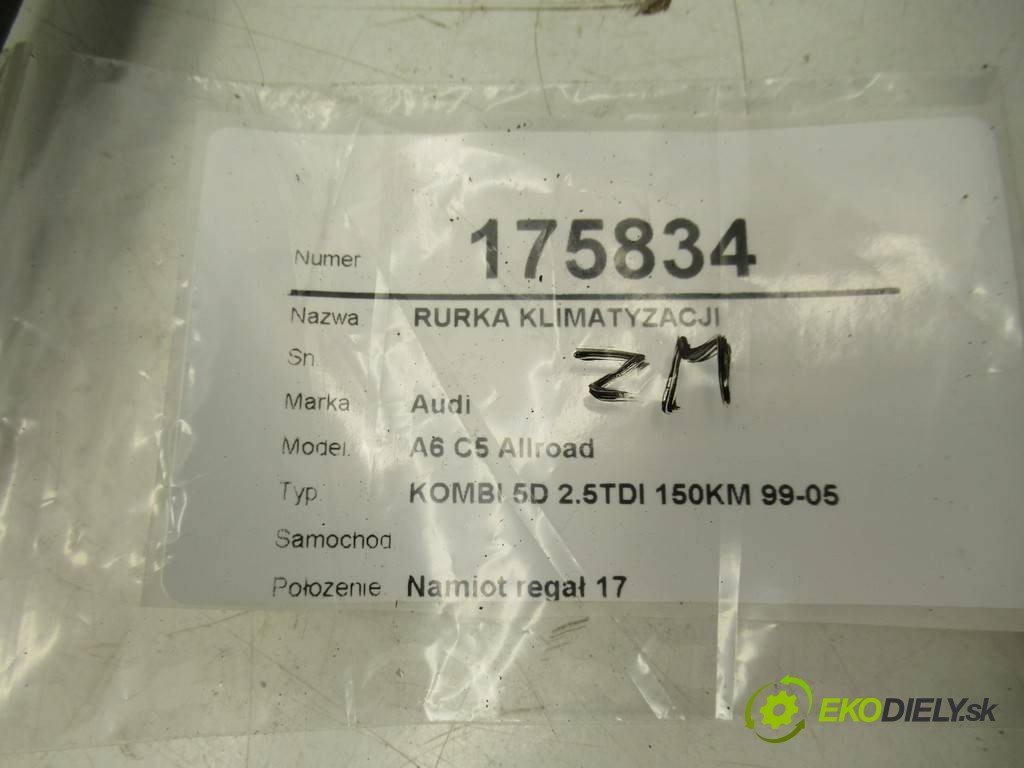 Numer 175834
Nazwa RURKA KLIMATYZACJI
Sn
ZM
Marka Audi
Model. A6 C5 Allroad
Typ KOMBI 5D 2.5TDI 150KM 99-05
Samochod
Położenie Namiot regał 17
EKODIELY.sk